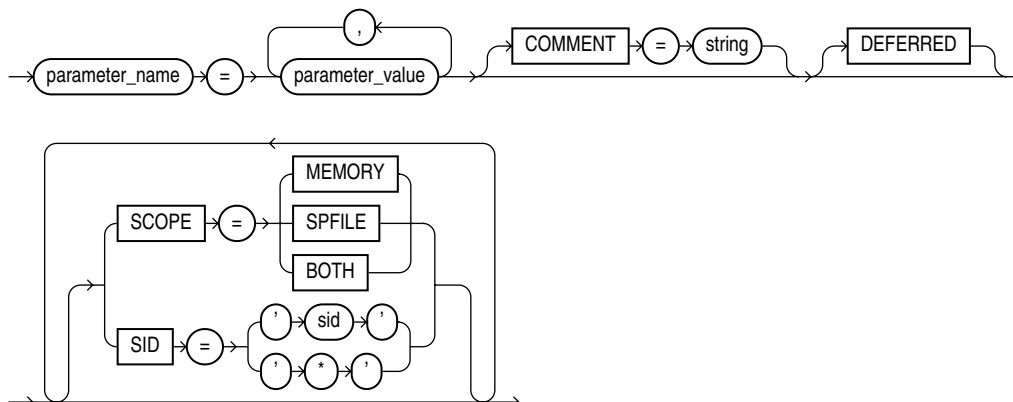 ,
COMMENT = string DEFERRED
parameter_name = parameter_value
MEMORY
SCOPE = SPFILE
BOTH
' sid '
SID =
' * '